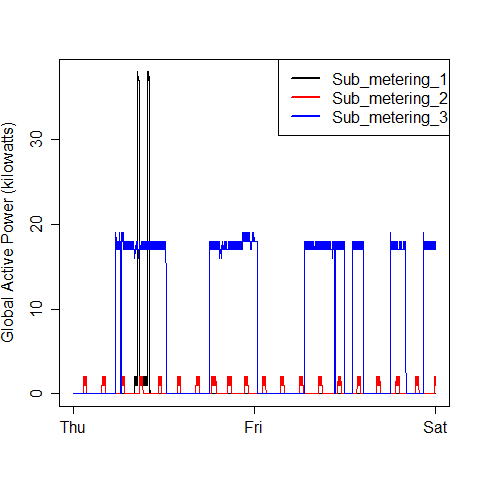 Sub_metering_1
Sub_metering_2
Sub_metering_3
Global Active Power (kilowatts)
30
20
10
0
Thu Fri Sat